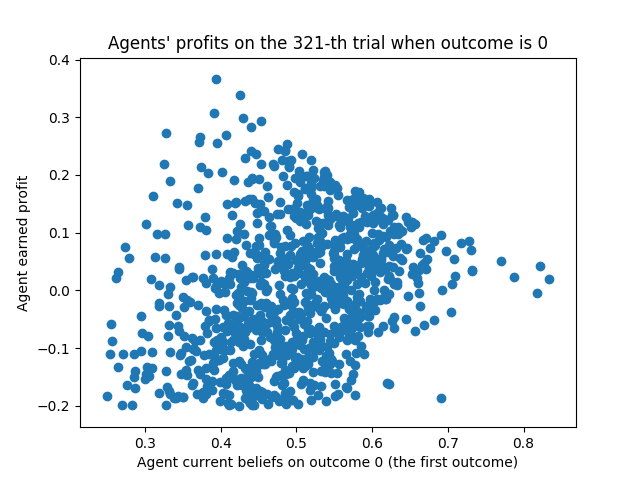 Agents' profits on the 321-th trial when outcome is 0
Agent earned profit
0.4
0.3
0.2
0.1
0.0
−0.1
−0.2
0.3 0.4 0.5 0.6 0.7 0.8
Agent current beliefs on outcome 0 (the first outcome)